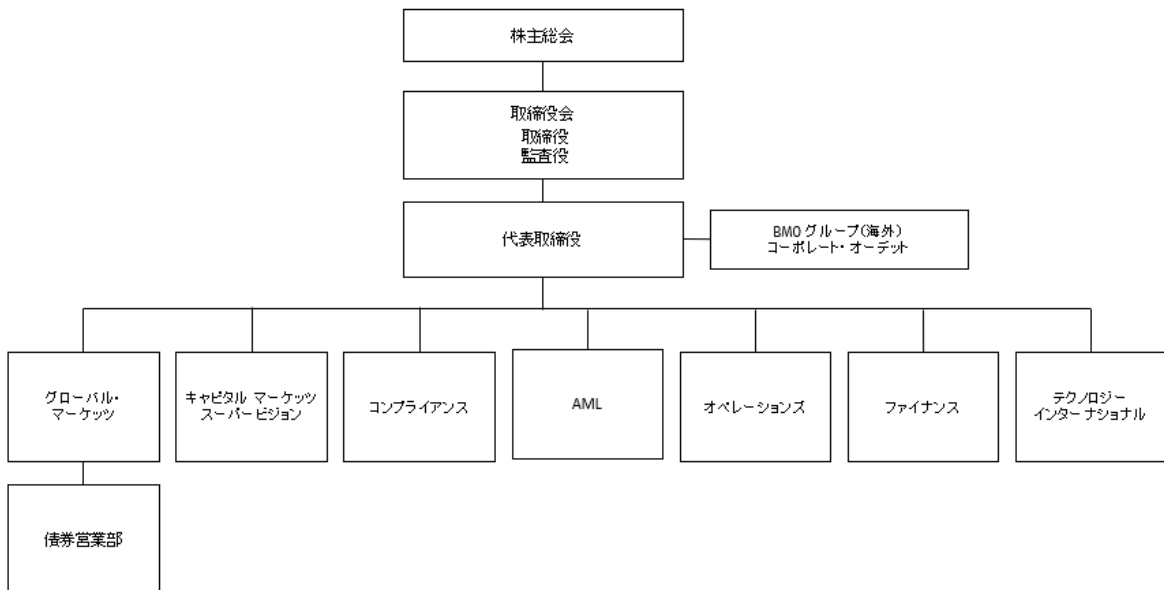 株主総会
取締役会
取締役
監査役
代表取締役
BMO グループ(海外)
コーポレート・オーデット
グローバル・
マーケッツ
キャピタル マーケッツ
スーパービジョン
コンプライアンス
AML
オペレーションズ
ファイナンス
テクノロジー
インターナショナル
債券営業部